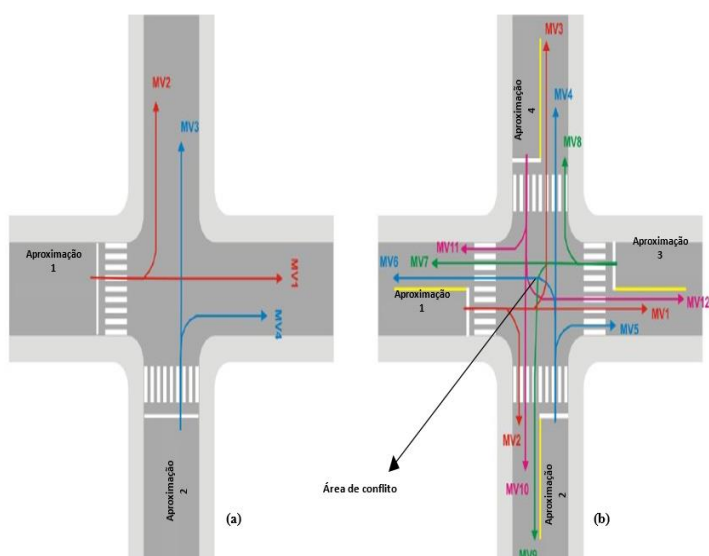 MV2
MV3
Aproximação
1
MV1
MV4
Aproximação
2
(a)
MV3
Aproximação
4
MV4
MV8
MV11
Aproximação
3
MV6
MV7
Aproximação
1
MV12
MV1
MV5
MV2
Área de conflito
MV10
Aproximação
2
(b)
MV9